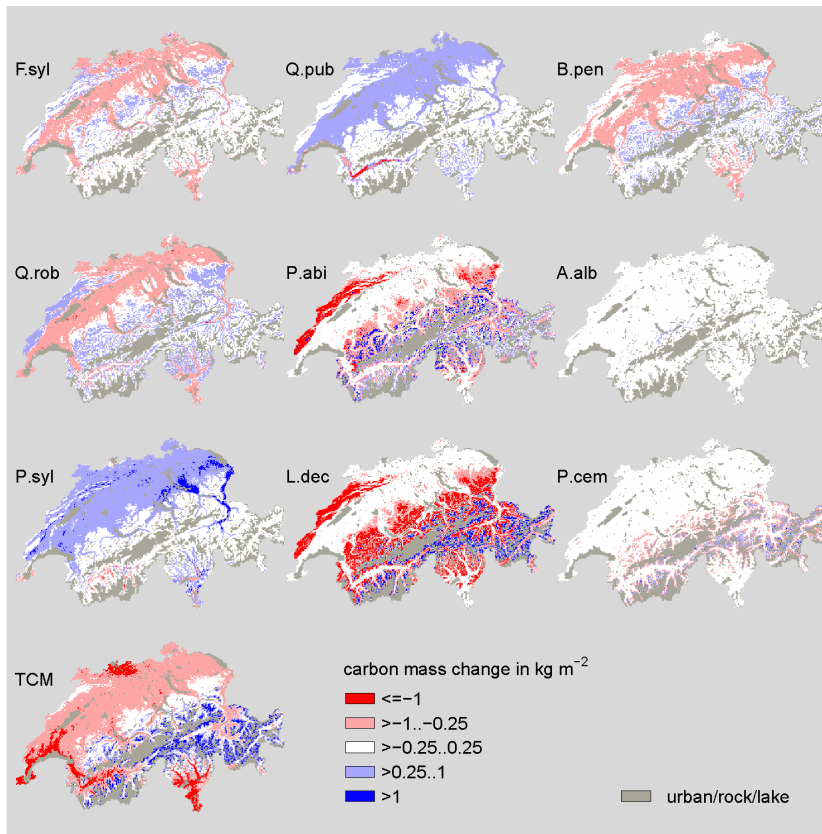 F.syl
Q.pub
B.pen
Q.rob
P.abi
A.alb
P.syl
L.dec
P.cem
TCM
carbon mass change in kg m⁻²
<=−1
>−1..−0.25
>−0.25..0.25
>0.25..1
>1
urban/rock/lake